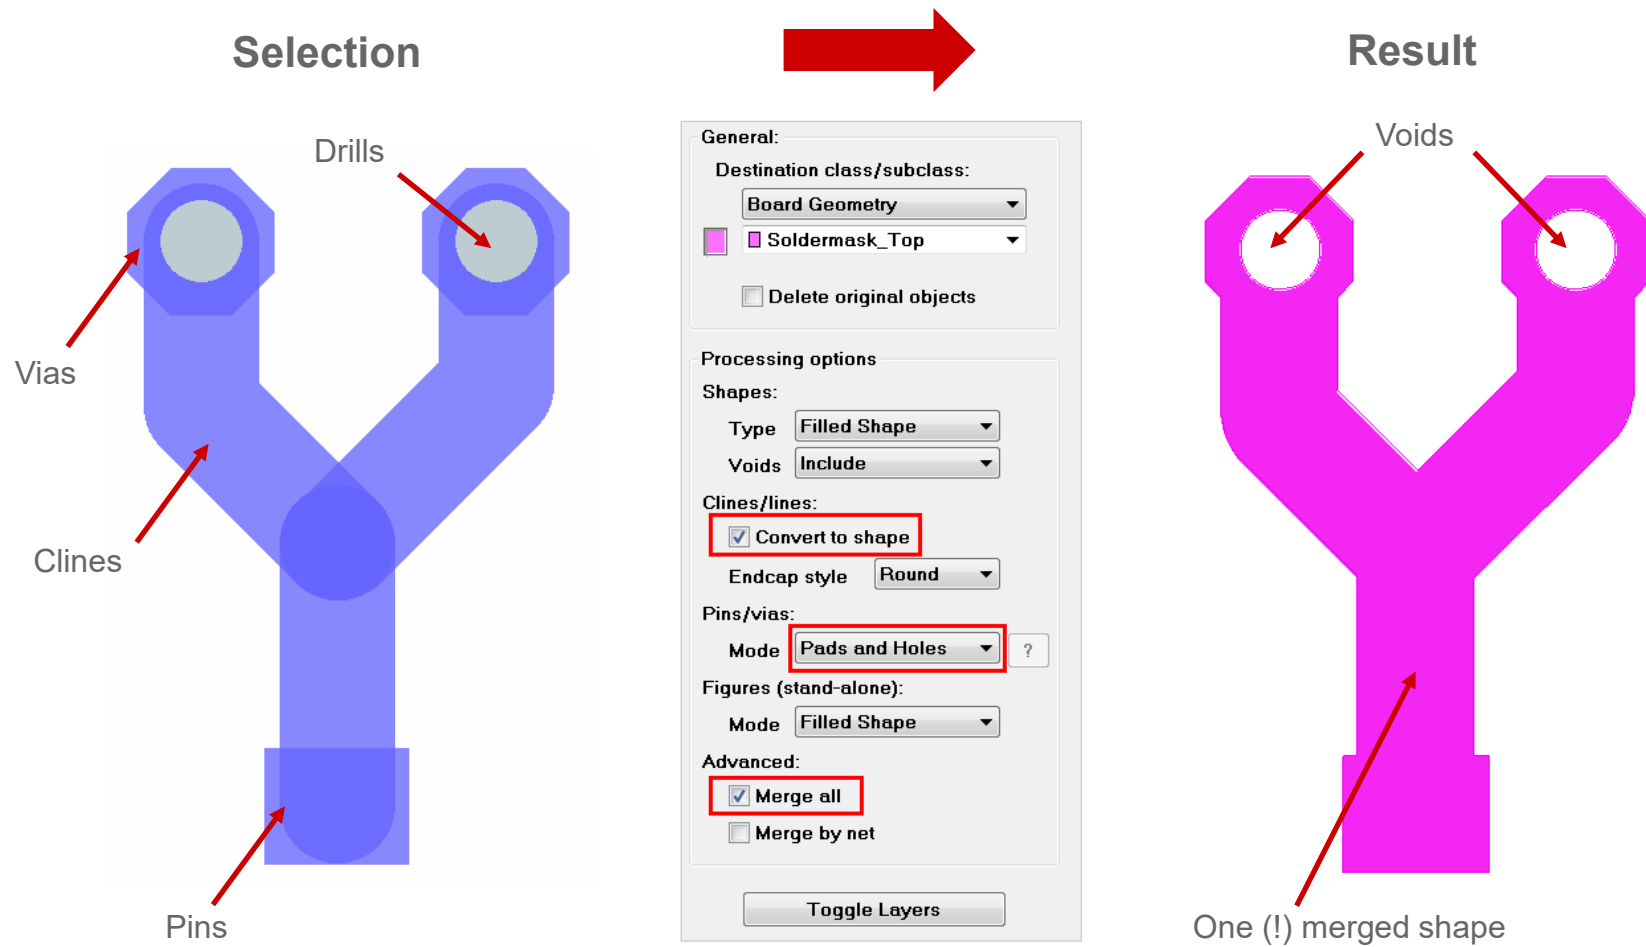 Selection
Result
Drills
Vias
Clines
Pins
General:
Destination class/subclass:
Board Geometry
Soldermask_Top
Delete original objects
Processing options
Shapes:
Type Filled Shape
Voids Include
Clines/lines:
Convert to shape
Endcap style Round
Pins/vias:
Mode Pads and Holes ?
Figures (stand-alone):
Mode Filled Shape
Advanced:
Merge all
Merge by net
Toggle Layers
Voids
One (!) merged shape